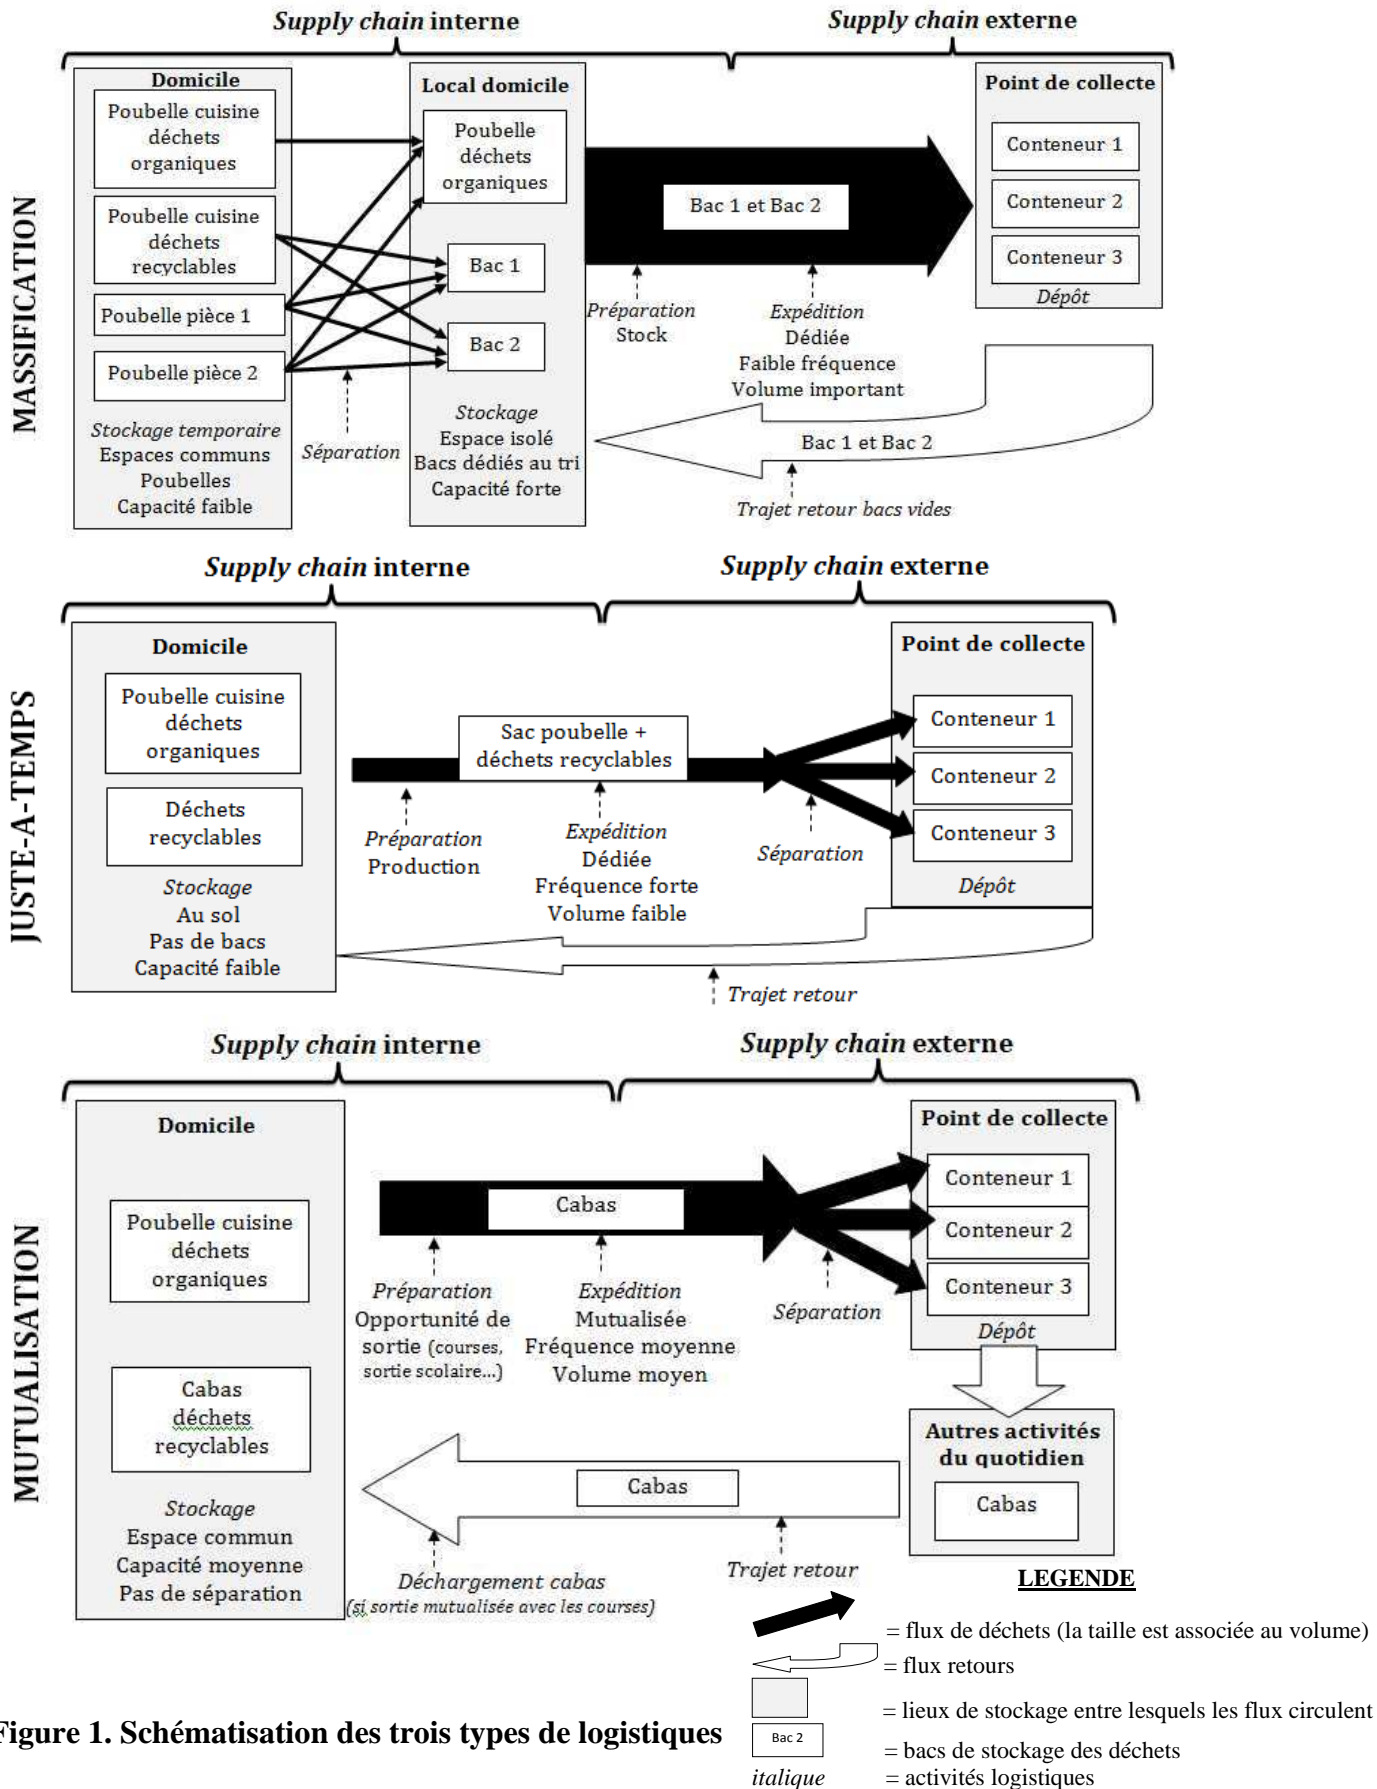 Supply chain interne
Supply chain externe
MASSIFICATION
Domicile
Poubelle cuisine
déchets
organiques
Poubelle cuisine
déchets
recyclables
Poubelle pièce 1
Poubelle pièce 2
Stockage temporaire
Espaces communs
Poubelles
Capacité faible
Séparation
Local domicile
Poubelle
déchets
organiques
Bac 1
Bac 2
Stockage
Espace isolé
Bacs dédiés au tri
Capacité forte
Bac 1 et Bac 2
Préparation
Stock
Expédition
Dédiée
Faible fréquence
Volume important
Point de collecte
Conteneur 1
Conteneur 2
Conteneur 3
Dépôt
Bac 1 et Bac 2
Trajet retour bacs vides
Supply chain interne
Supply chain externe
JUSTE-A-TEMPS
Domicile
Poubelle cuisine
déchets
organiques
Déchets
recyclables
Stockage
Au sol
Pas de bacs
Capacité faible
Sac poubelle +
déchets recyclables
Préparation
Production
Expédition
Dédiée
Fréquence forte
Volume faible
Séparation
Point de collecte
Conteneur 1
Conteneur 2
Conteneur 3
Dépôt
Trajet retour
Supply chain interne
Supply chain externe
MUTUALISATION
Domicile
Poubelle cuisine
déchets
organiques
Cabas
déchets
recyclables
Stockage
Espace commun
Capacité moyenne
Pas de séparation
Cabas
Préparation
Opportunité de
sortie (courses,
sortie scolaire...)
Expédition
Mutualisée
Fréquence moyenne
Volume moyen
Séparation
Point de collecte
Conteneur 1
Conteneur 2
Conteneur 3
Dépôt
Autres activités
du quotidien
Cabas
Cabas
Trajet retour
Déchargement cabas
(si sortie mutualisée avec les courses)
LEGENDE
= flux de déchets (la taille est associée au volume)
= flux retours
= lieux de stockage entre lesquels les flux circulent
Bac 2
= bacs de stockage des déchets
italique = activités logistiques
Figure 1. Schématisation des trois types de logistiques